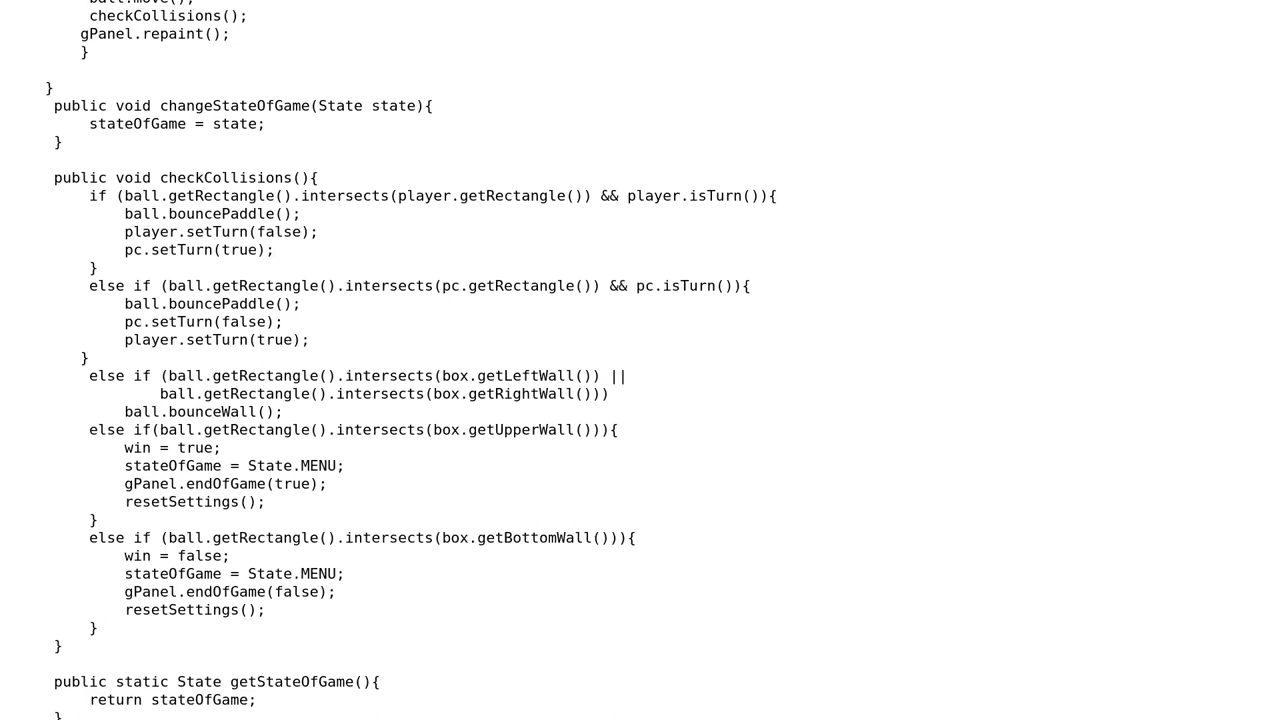 ball.move();
checkCollisions();
gPanel.repaint();
}
}
public void changeStateOfGame(State state){
stateOfGame = state;
}
public void checkCollisions(){
if (ball.getRectangle().intersects(player.getRectangle()) && player.isTurn()){
ball.bouncePaddle();
player.setTurn(false);
pc.setTurn(true);
}
else if (ball.getRectangle().intersects(pc.getRectangle()) && pc.isTurn()){
ball.bouncePaddle();
pc.setTurn(false);
player.setTurn(true);
}
else if (ball.getRectangle().intersects(box.getLeftWall()) ||
ball.getRectangle().intersects(box.getRightWall()))
ball.bounceWall();
else if(ball.getRectangle().intersects(box.getUpperWall())){
win = true;
stateOfGame = State.MENU;
gPanel.endOfGame(true);
resetSettings();
}
else if (ball.getRectangle().intersects(box.getBottomWall())){
win = false;
stateOfGame = State.MENU;
gPanel.endOfGame(false);
resetSettings();
}
}
public static State getStateOfGame(){
return stateOfGame;
}